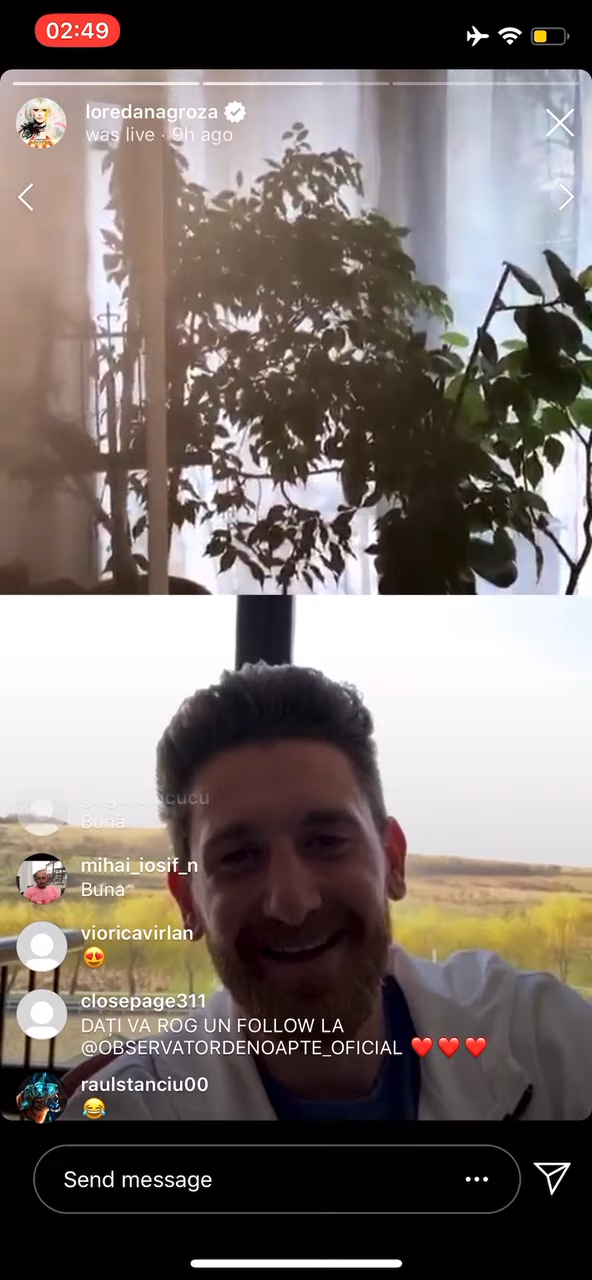 02:49
loredanagroza
was live · 9h ago
Bună
mihai_iosif_n
Bună
vioricavirlan
😍
closepage311
DAȚI VA ROG UN FOLLOW LA
@OBSERVATORDENOAPTE_OFICIAL ❤️❤️❤️
raulstanciu00
😂
Send message